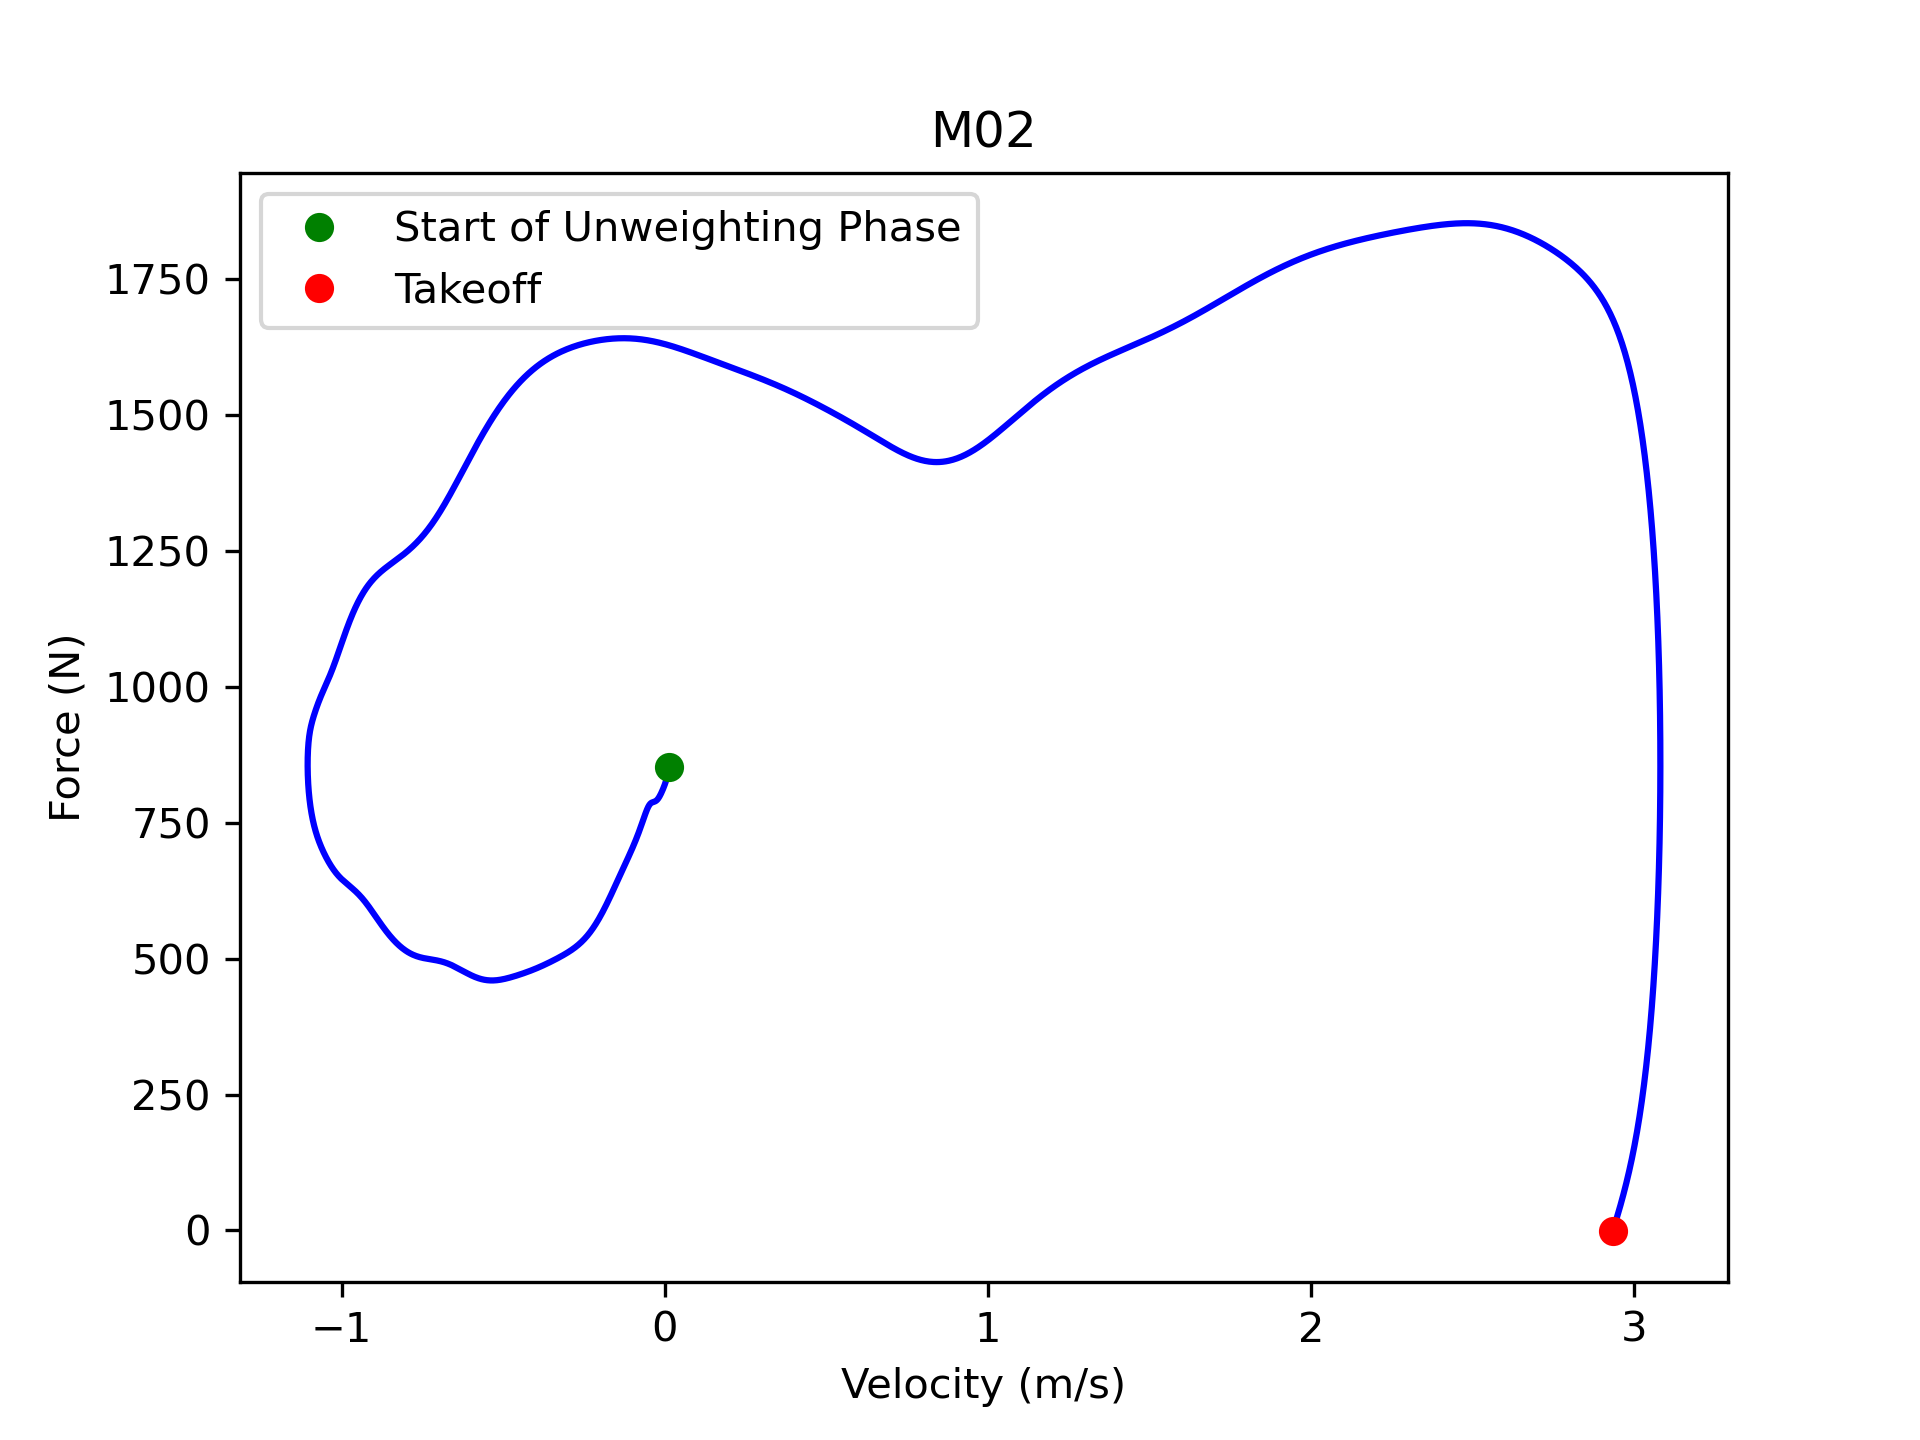 M02
Start of Unweighting Phase
Takeoff
1750
1500
1250
1000
750
500
250
0
Force (N)
−1 0 1 2 3
Velocity (m/s)